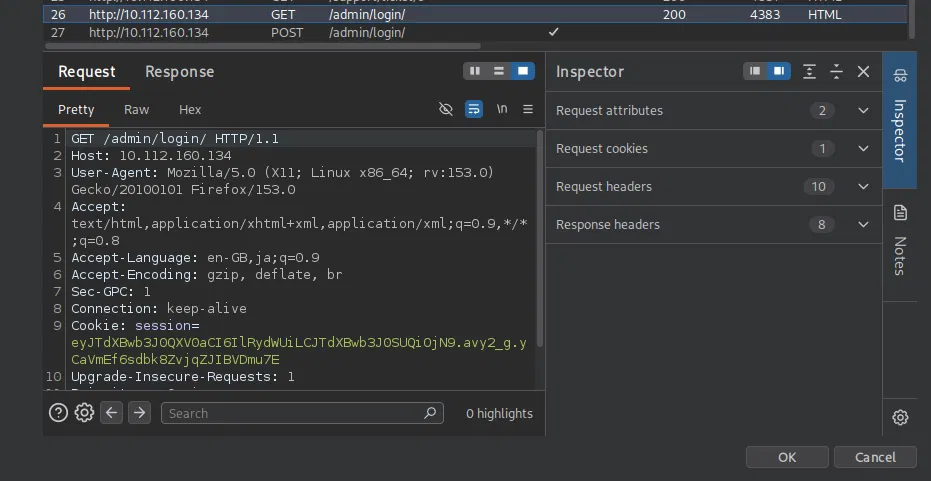 26 http://10.112.160.134 GET /admin/login/ 200 4383 HTML
27 http://10.112.160.134 POST /admin/login/ ✓
Request Response
Pretty Raw Hex
\n
1 GET /admin/login/ HTTP/1.1
2 Host: 10.112.160.134
3 User-Agent: Mozilla/5.0 (X11; Linux x86_64; rv:153.0)
Gecko/20100101 Firefox/153.0
4 Accept:
text/html,application/xhtml+xml,application/xml;q=0.9,*/*
;q=0.8
5 Accept-Language: en-GB,ja;q=0.9
6 Accept-Encoding: gzip, deflate, br
7 Sec-GPC: 1
8 Connection: keep-alive
9 Cookie: session=
eyJTdXBwb3J0QXV0aCI6IlRydWUiLCJTdXBwb3J0SUQiOjN9.avy2_g.y
CaVmEf6sdbk8ZvjqZJIBVDmu7E
10 Upgrade-Insecure-Requests: 1
Search
0 highlights
Inspector
Request attributes 2
Request cookies 1
Request headers 10
Response headers 8
Inspector
Notes
OK Cancel